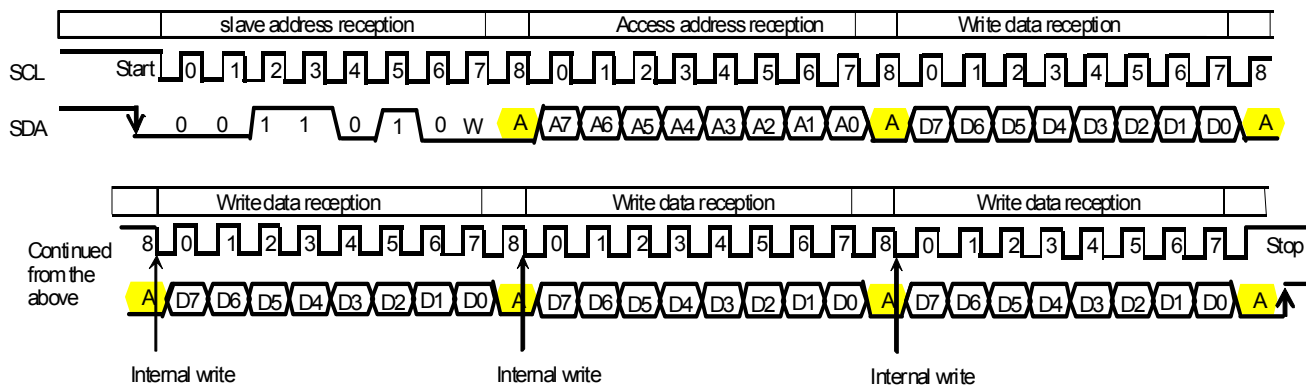 slave address reception Access address reception Write data reception
SCL Start 0 1 2 3 4 5 6 7 8 0 1 2 3 4 5 6 7 8 0 1 2 3 4 5 6 7 8
SDA 0 0 1 1 0 1 0 W A A7 A6 A5 A4 A3 A2 A1 A0 A D7 D6 D5 D4 D3 D2 D1 D0 A
Write data reception Write data reception Write data reception
Continued
from the
above
8 0 1 2 3 4 5 6 7 8 0 1 2 3 4 5 6 7 8 0 1 2 3 4 5 6 7 Stop
A D7 D6 D5 D4 D3 D2 D1 D0 A D7 D6 D5 D4 D3 D2 D1 D0 A D7 D6 D5 D4 D3 D2 D1 D0 A
Internal write Internal write Internal write